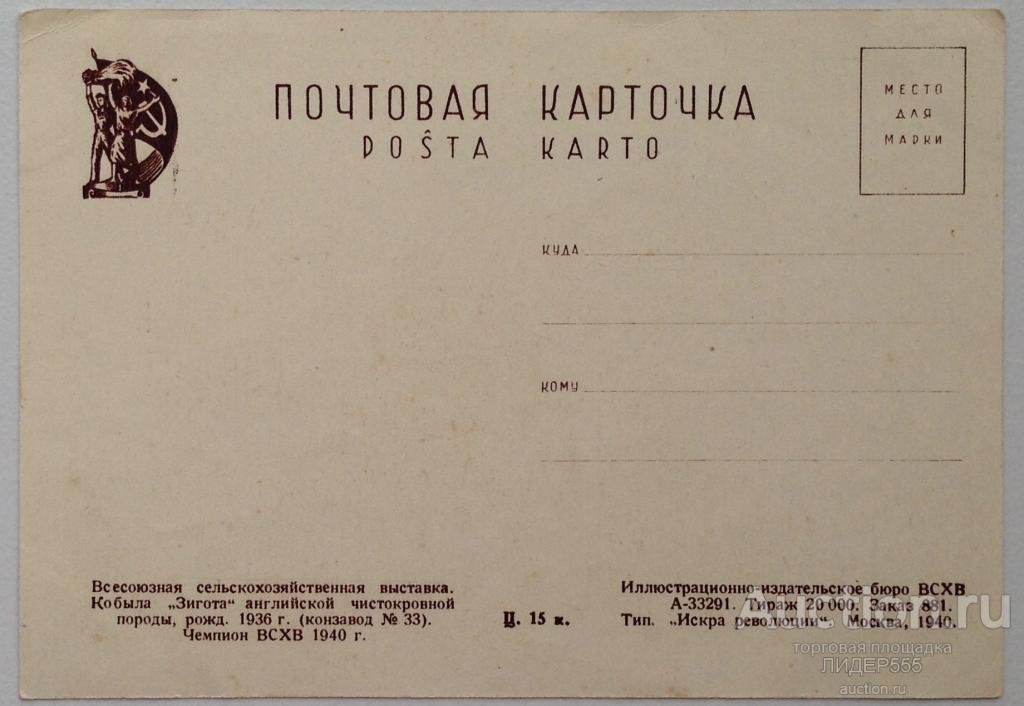 ПОЧТОВАЯ КАРТОЧКА
POŜTA KARTO
МЕСТО
ДЛЯ
МАРКИ
КУДА
КОМУ
Всесоюзная сельскохозяйственная выставка.
Кобыла „Зигота“ английской чистокровной
породы, рожд. 1936 г. (конзавод № 33).
Чемпион ВСХВ 1940 г.
Ц. 15 к.
Иллюстрационно-издательское бюро ВСХВ
А-33291. Тираж 20 000. Заказ 881.
Тип. „Искра революции“. Москва, 1940.
Auction.ru
торговая площадка
ЛИДЕР555
auction.ru